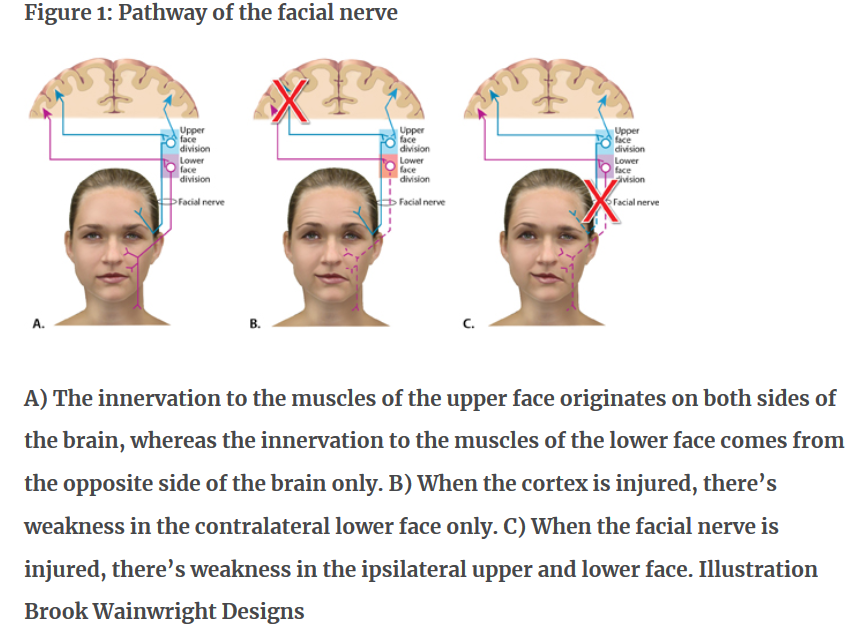 Figure 1: Pathway of the facial nerve
Upper
face
division
Lower
face
division
Facial nerve
A.
Upper
face
division
Lower
face
division
Facial nerve
B.
Upper
face
division
Lower
face
division
Facial nerve
C.
A) The innervation to the muscles of the upper face originates on both sides of
the brain, whereas the innervation to the muscles of the lower face comes from
the opposite side of the brain only. B) When the cortex is injured, there’s
weakness in the contralateral lower face only. C) When the facial nerve is
injured, there’s weakness in the ipsilateral upper and lower face. Illustration
Brook Wainwright Designs